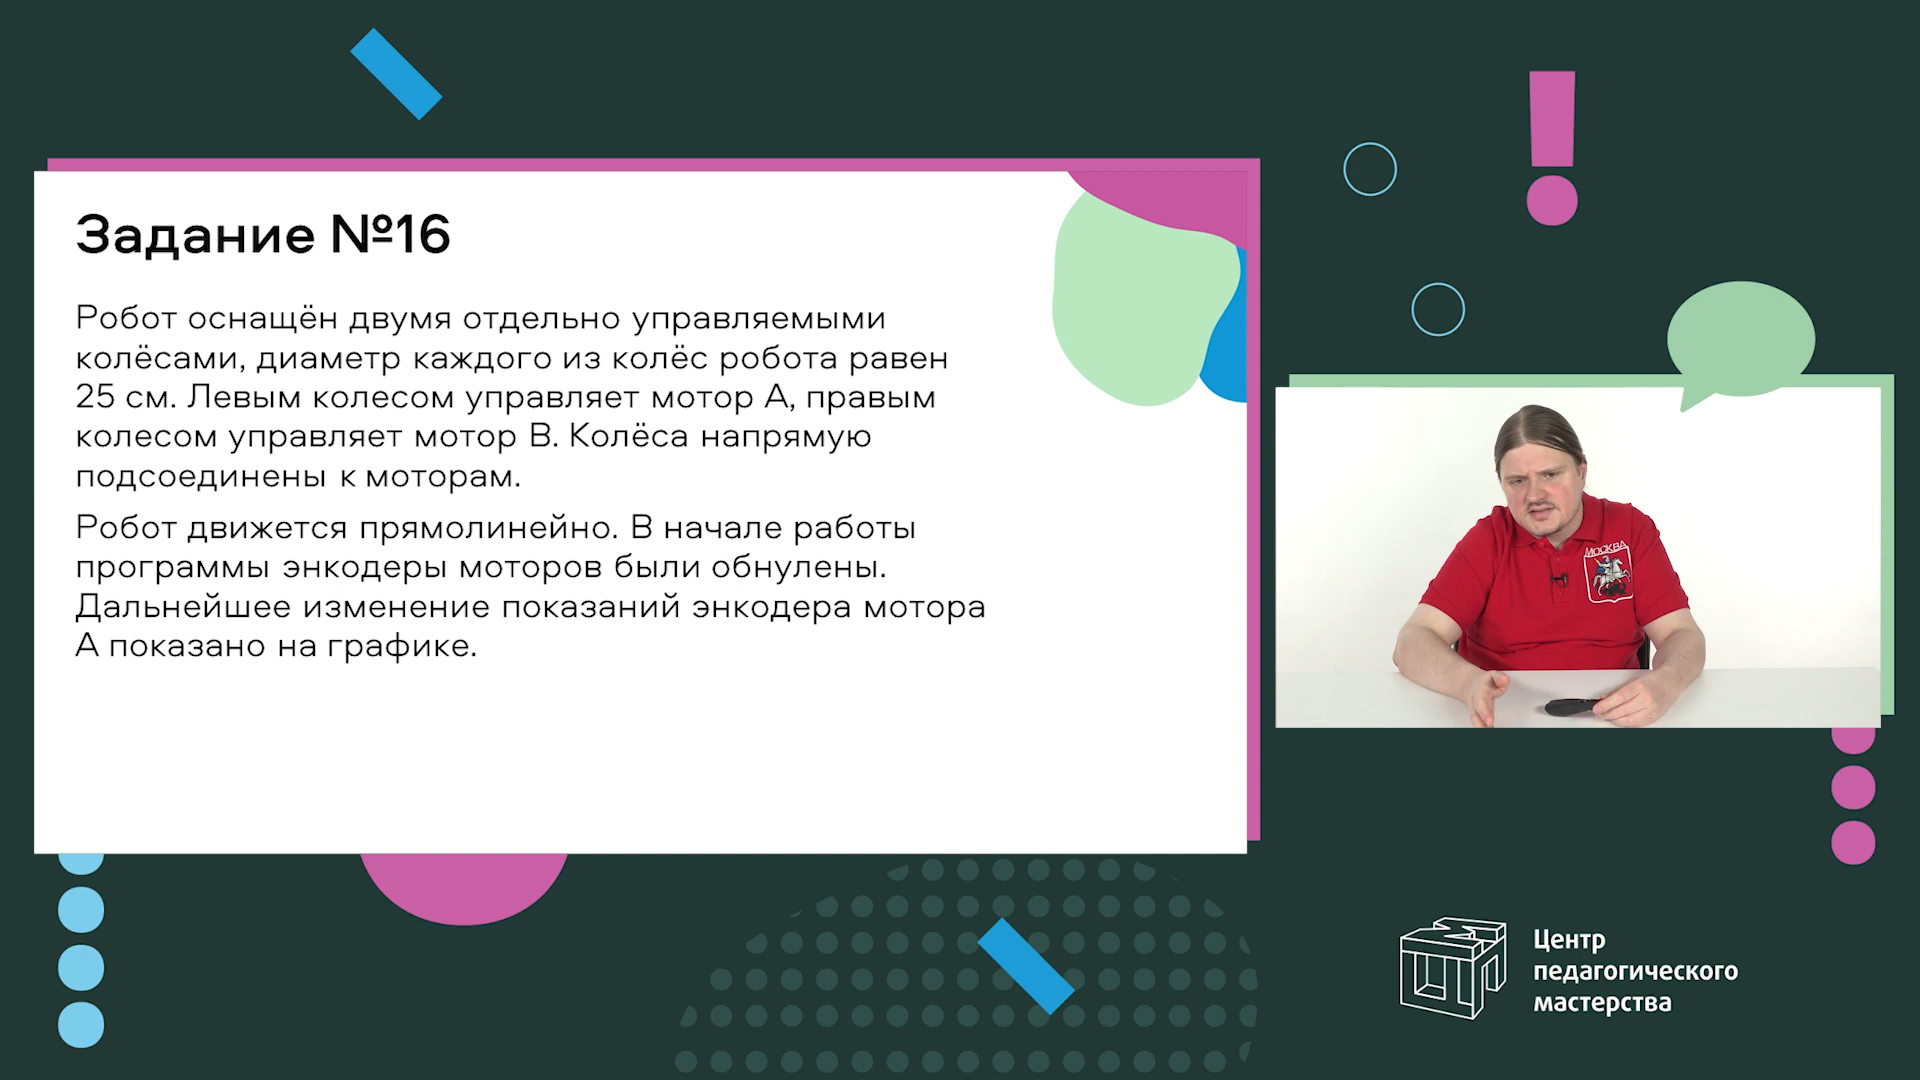 Задание №16
Робот оснащён двумя отдельно управляемыми
колёсами, диаметр каждого из колёс робота равен
25 см. Левым колесом управляет мотор А, правым
колесом управляет мотор В. Колёса напрямую
подсоединены к моторам.
Робот движется прямолинейно. В начале работы
программы энкодеры моторов были обнулены.
Дальнейшее изменение показаний энкодера мотора
А показано на графике.
МОСКВА
Центр
педагогического
мастерства